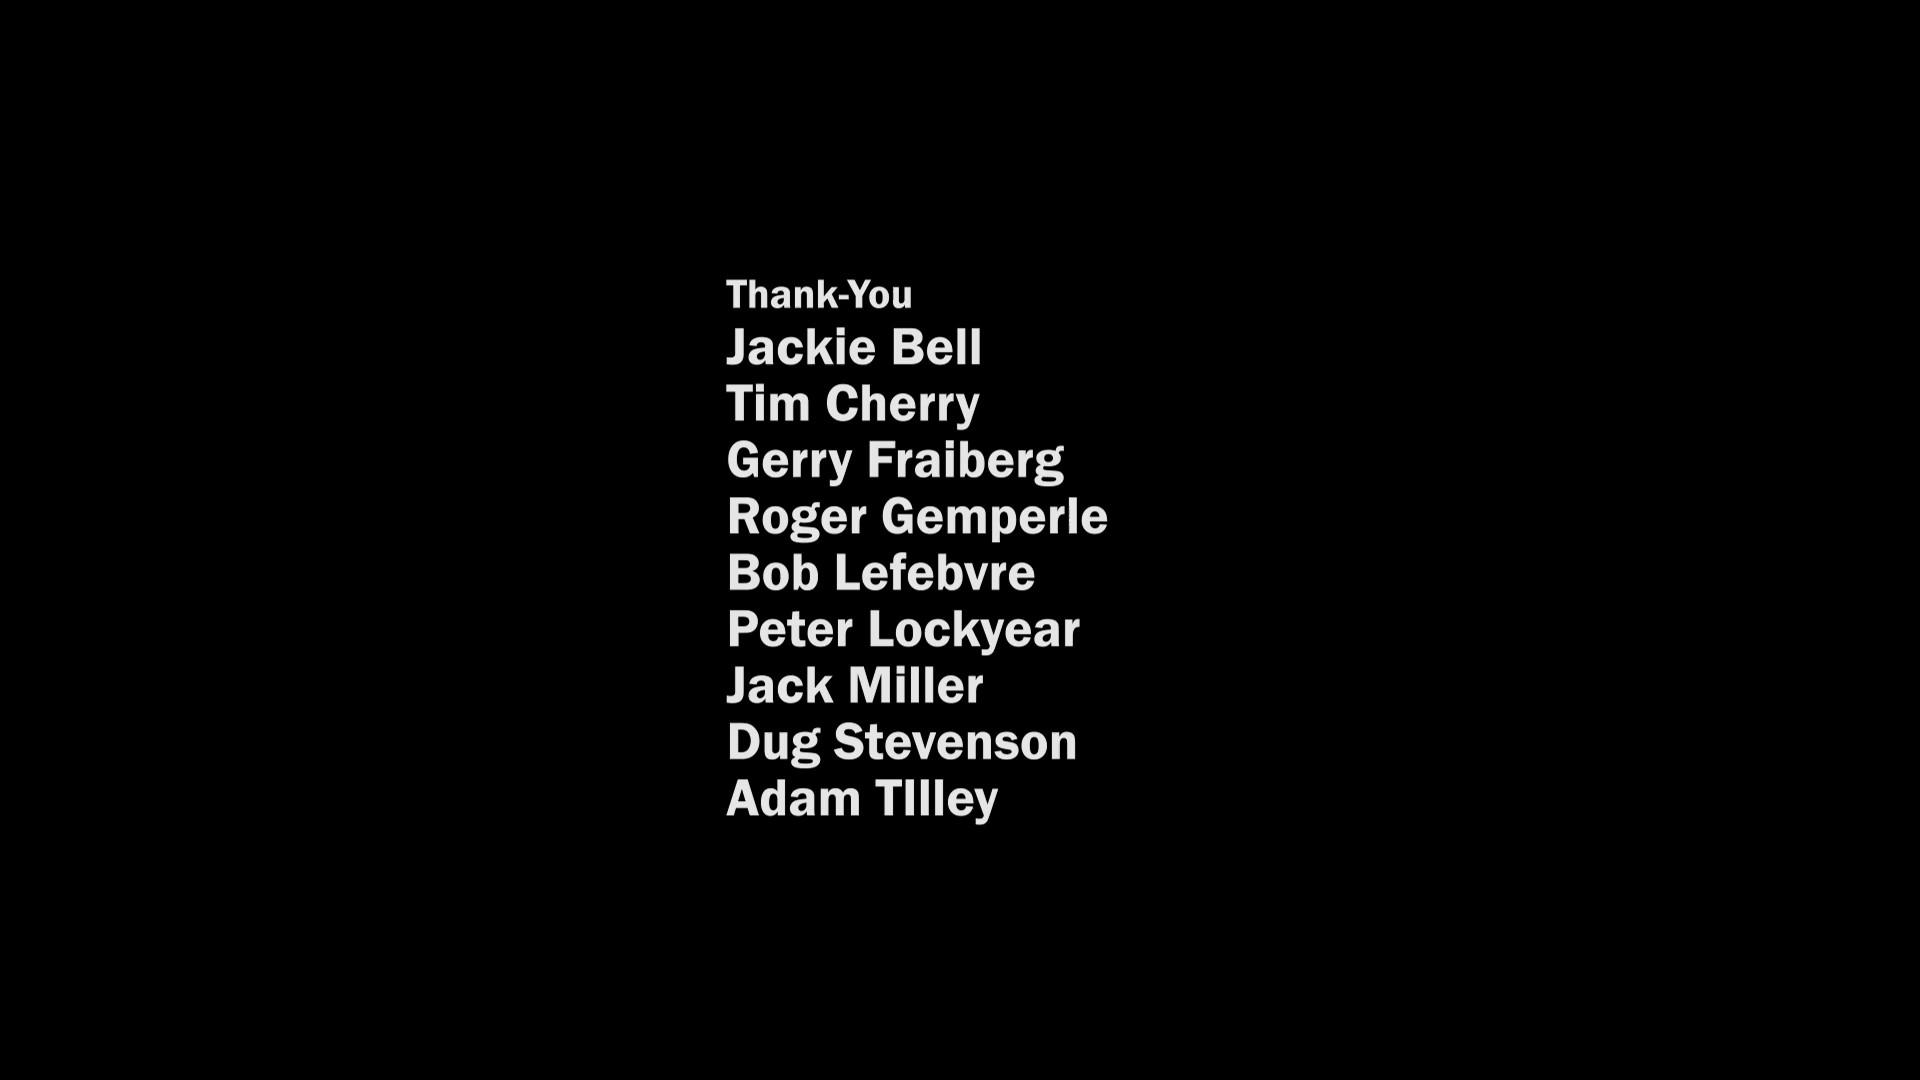 Thank-You
Jackie Bell
Tim Cherry
Gerry Fraiberg
Roger Gemperle
Bob Lefebvre
Peter Lockyear
Jack Miller
Dug Stevenson
Adam TIlley